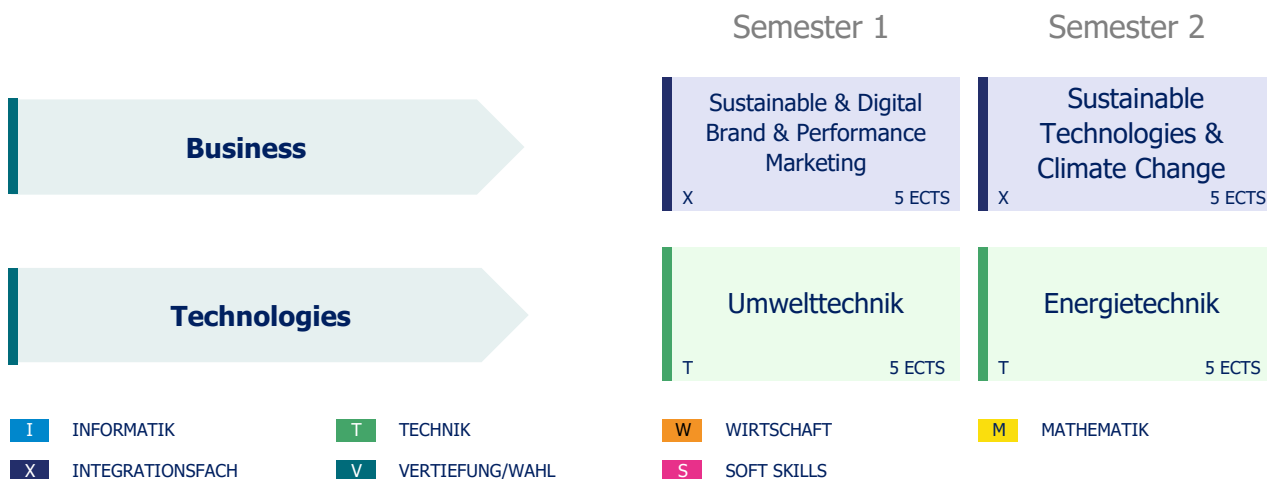 Semester 1
Semester 2
Business
Sustainable & Digital
Brand & Performance
Marketing
X
5 ECTS
Sustainable
Technologies &
Climate Change
X
5 ECTS
Technologies
Umwelttechnik
T
5 ECTS
Energietechnik
T
5 ECTS
I INFORMATIK
T TECHNIK
W WIRTSCHAFT
M MATHEMATIK
X INTEGRATIONSFACH
V VERTIEFUNG/WAHL
S SOFT SKILLS